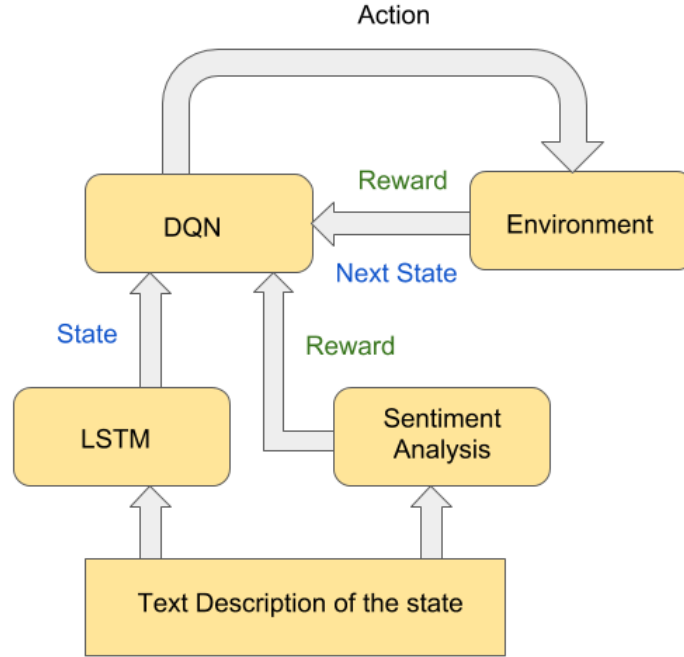 Action
Reward
DQN
Environment
Next State
State
Reward
LSTM
Sentiment
Analysis
Text Description of the state